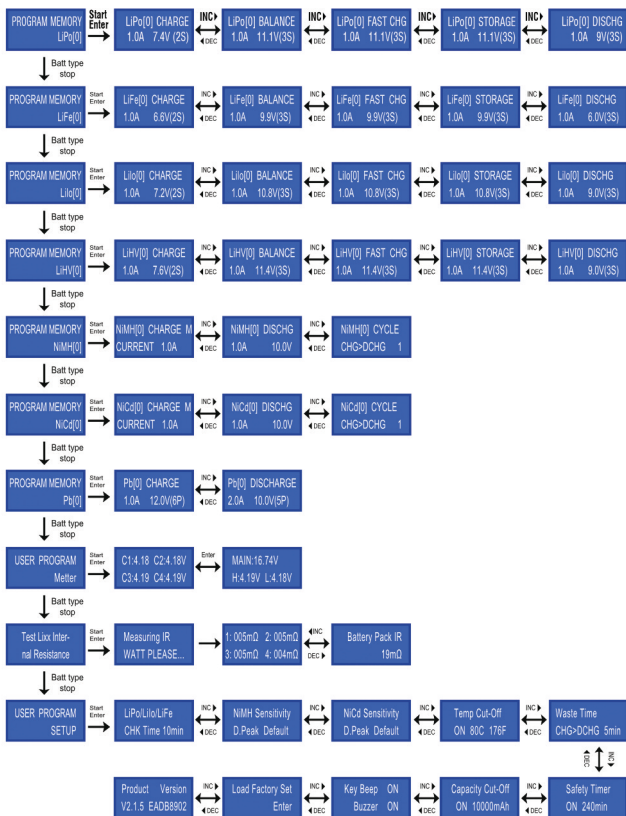 PROGRAM MEMORY
LiPo[0]
Start
Enter
LiPo[0] CHARGE
1.0A 7.4V (2S)
INC
DEC
LiPo[0] BALANCE
1.0A 11.1V(3S)
INC
DEC
LiPo[0] FAST CHG
1.0A 11.1V(3S)
INC
DEC
LiPo[0] STORAGE
1.0A 11.1V(3S)
INC
DEC
LiPo[0] DISCHG
1.0A 9V(3S)
Batt type
stop
PROGRAM MEMORY
LiFe[0]
Start
Enter
LiFe[0] CHARGE
1.0A 6.6V(2S)
INC
DEC
LiFe[0] BALANCE
1.0A 9.9V(3S)
INC
DEC
LiFe[0] FAST CHG
1.0A 9.9V(3S)
INC
DEC
LiFe[0] STORAGE
1.0A 9.9V(3S)
INC
DEC
LiFe[0] DISCHG
1.0A 6.0V(3S)
Batt type
stop
PROGRAM MEMORY
LiIo[0]
Start
Enter
LiIo[0] CHARGE
1.0A 7.2V(2S)
INC
DEC
LiIo[0] BALANCE
1.0A 10.8V(3S)
INC
DEC
LiIo[0] FAST CHG
1.0A 10.8V(3S)
INC
DEC
LiIo[0] STORAGE
1.0A 10.8V(3S)
INC
DEC
LiIo[0] DISCHG
1.0A 9.0V(3S)
Batt type
stop
PROGRAM MEMORY
LiHV[0]
Start
Enter
LiHV[0] CHARGE
1.0A 7.6V(2S)
INC
DEC
LiHV[0] BALANCE
1.0A 11.4V(3S)
INC
DEC
LiHV[0] FAST CHG
1.0A 11.4V(3S)
INC
DEC
LiHV[0] STORAGE
1.0A 11.4V(3S)
INC
DEC
LiHV[0] DISCHG
1.0A 9.0V(3S)
Batt type
stop
PROGRAM MEMORY
NiMH[0]
Start
Enter
NiMH[0] CHARGE M
CURRENT 1.0A
INC
DEC
NiMH[0] DISCHG
1.0A 10.0V
INC
DEC
NiMH[0] CYCLE
CHG>DCHG 1
Batt type
stop
PROGRAM MEMORY
NiCd[0]
Start
Enter
NiCd[0] CHARGE M
CURRENT 1.0A
INC
DEC
NiCd[0] DISCHG
1.0A 10.0V
INC
DEC
NiCd[0] CYCLE
CHG>DCHG 1
Batt type
stop
PROGRAM MEMORY
Pb[0]
Start
Enter
Pb[0] CHARGE
1.0A 12.0V(6P)
INC
DEC
Pb[0] DISCHARGE
2.0A 10.0V(5P)
Batt type
stop
USER PROGRAM
Metter
Start
Enter
C1:4.18 C2:4.18V
C3:4.19 C4:4.19V
Enter
MAIN:16.74V
H:4.19V L:4.18V
Batt type
stop
Test Lixx Inter-
nal Resistance
Start
Enter
Measuring IR
WATT PLEASE...
1: 005mΩ 2: 005mΩ
3: 005mΩ 4: 004mΩ
INC
DEC
Battery Pack IR
19mΩ
Batt type
stop
USER PROGRAM
SETUP
Start
Enter
LiPo/LiIo/LiFe
CHK Time 10min
INC
DEC
NiMH Sensitivity
D.Peak Default
INC
DEC
NiCd Sensitivity
D.Peak Default
INC
DEC
Temp Cut-Off
ON 80C 176F
INC
DEC
Waste Time
CHG>DCHG 5min
INC
DEC
Product Version
V2.1.5 EADB8902
INC
DEC
Load Factory Set
Enter
INC
DEC
Key Beep ON
Buzzer ON
INC
DEC
Capacity Cut-Off
ON 10000mAh
INC
DEC
Safety Timer
ON 240min